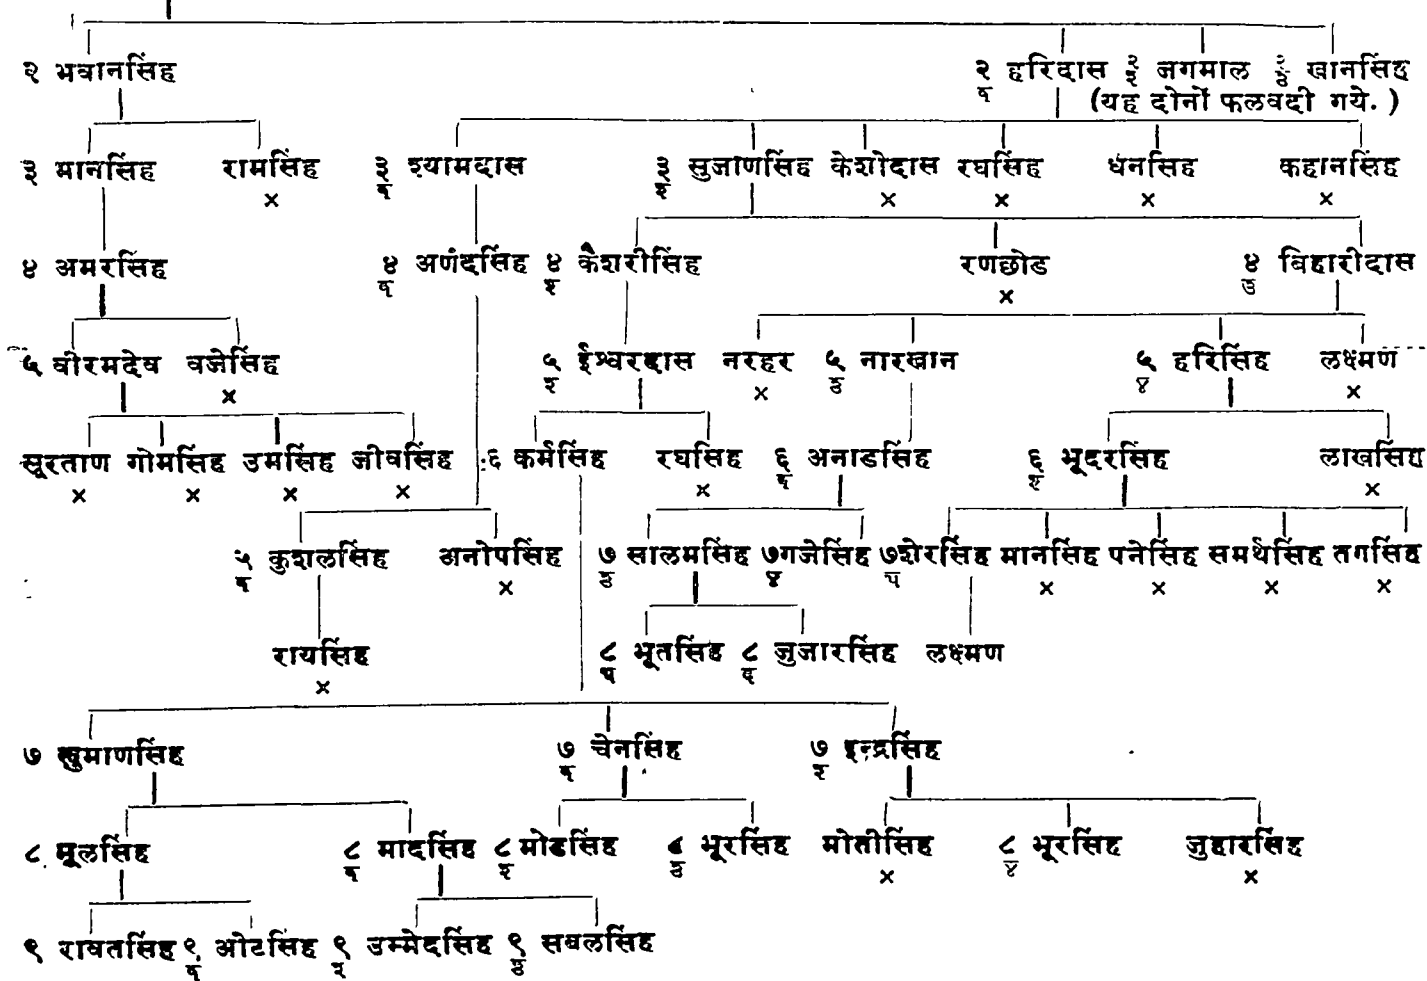 २ भवानसिंह २/व हरिदास २/श जगमाल २/ड खानसिंह
(यह दोनों फलवदी गये.)
३ मानसिंह रामसिंह ३/व श्यामदास ३/श सुजाणसिंह केशोदास रघसिंह धनसिंह कहानसिंह
× × × × ×
४ अमरसिंह ४/व अणंदसिंह ४/श केशरीसिंह रणछोड ४/ड बिहारीदास
×
५ वीरमदेव वजेसिंह ५/श ईश्वरदास नरहर ५/ड नारखान ५/४ हरिसिंह लक्ष्मण
× × ×
सूरताण गोमसिंह उमसिंह जीवसिंह ६ कर्मसिंह रघसिंह ६/व अनाडसिंह ६/श भूदरसिंह लाखसिंघ
× × × × × ×
५/व कुशलसिंह अनोपसिंह ७/ड सालमसिंह ७/४ गजेसिंह ७/प शेरसिंह मानसिंह पनेसिंह समर्थसिंह तगसिंह
× × × × ×
रायसिंह ८/प भूतसिंह ८/द जुजारसिंह लक्ष्मण
×
७ खुमाणसिंह ७/व चेनसिंह ७/श इन्द्रसिंह
८ मूलसिंह ८/व मादसिंह ८/श मोडसिंह ८/ड भूरसिंह मोतीसिंह ८/४ भूरसिंह जुहारसिंह
× ×
९ रावतसिंह ९/व ओटसिंह ९/श उम्मेदसिंह ९/ड सबलसिंह